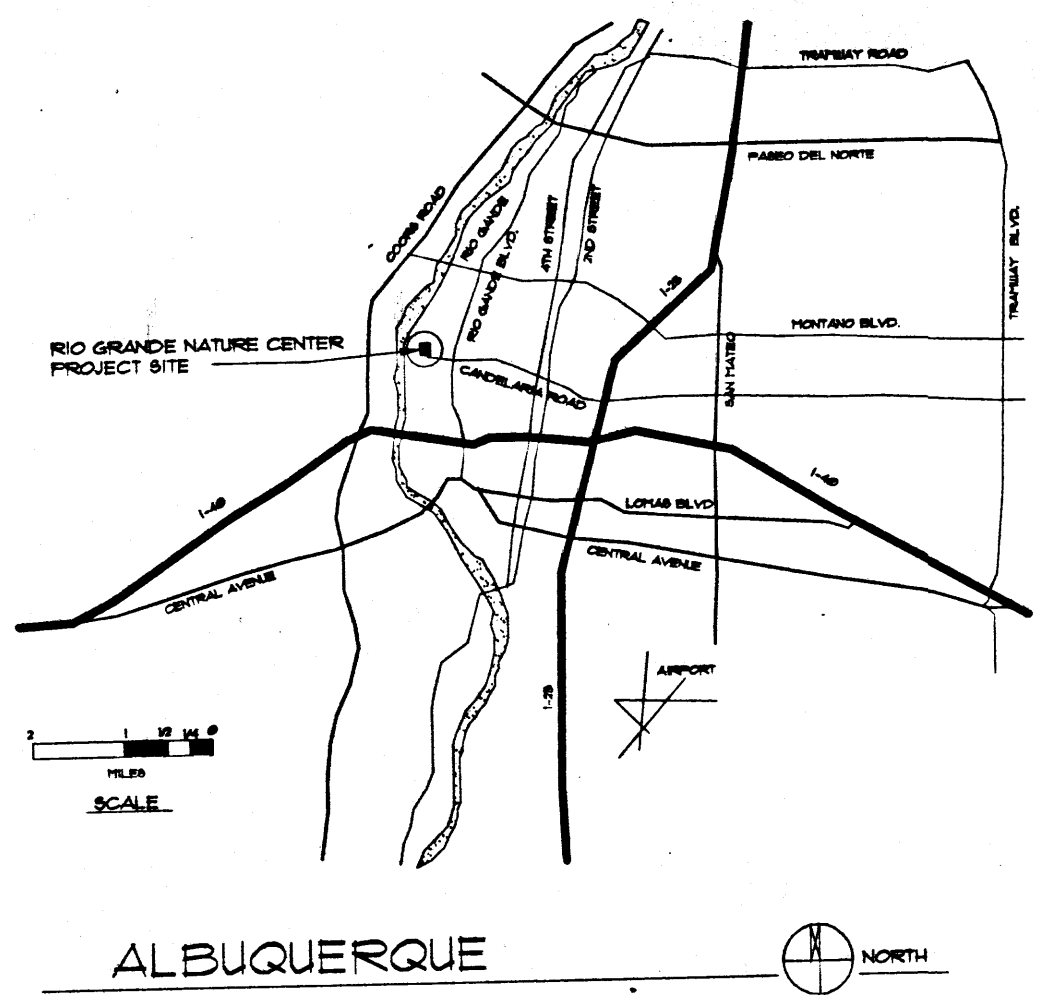 TRAMWAY ROAD
PASEO DEL NORTE
COORS ROAD
RIO GANDE
RIO GANDE BLVD.
4TH STREET
2ND STREET
TRAMWAY BLVD.
I-25
MONTANO BLVD.
SAN MATEO
RIO GRANDE NATURE CENTER
PROJECT SITE
CANDELARIA ROAD
I-40
I-40
LOMAS BLVD
CENTRAL AVENUE
CENTRAL AVENUE
AIRPORT
I-25
2 1 1/2 1/4 0
MILES
SCALE
ALBUQUERQUE
N
NORTH